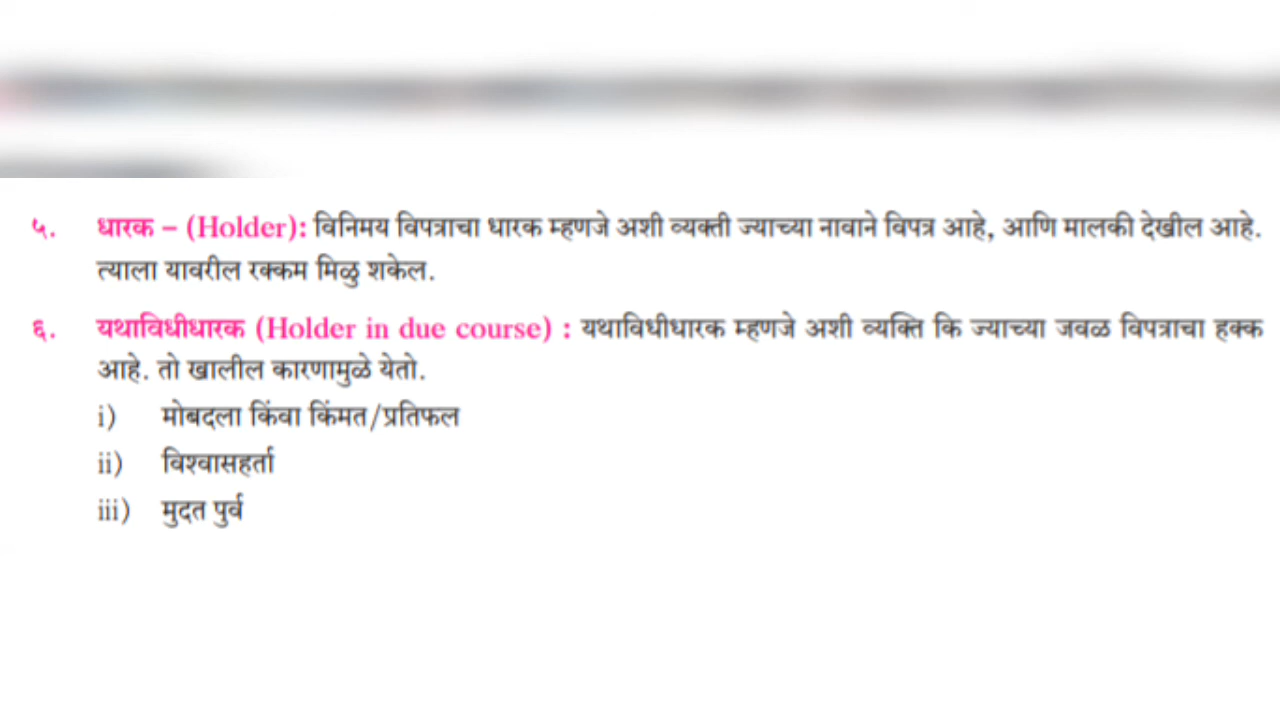 ५. धारक – (Holder): विनिमय विपत्राचा धारक म्हणजे अशी व्यक्ती ज्याच्या नावाने विपत्र आहे, आणि मालकी देखील आहे.
त्याला यावरील रक्कम मिळु शकेल.
६. यथाविधीधारक (Holder in due course) : यथाविधीधारक म्हणजे अशी व्यक्ति कि ज्याच्या जवळ विपत्राचा हक्क
आहे. तो खालील कारणामुळे येतो.
i) मोबदला किंवा किंमत/प्रतिफल
ii) विश्वासहर्ता
iii) मुदत पुर्व